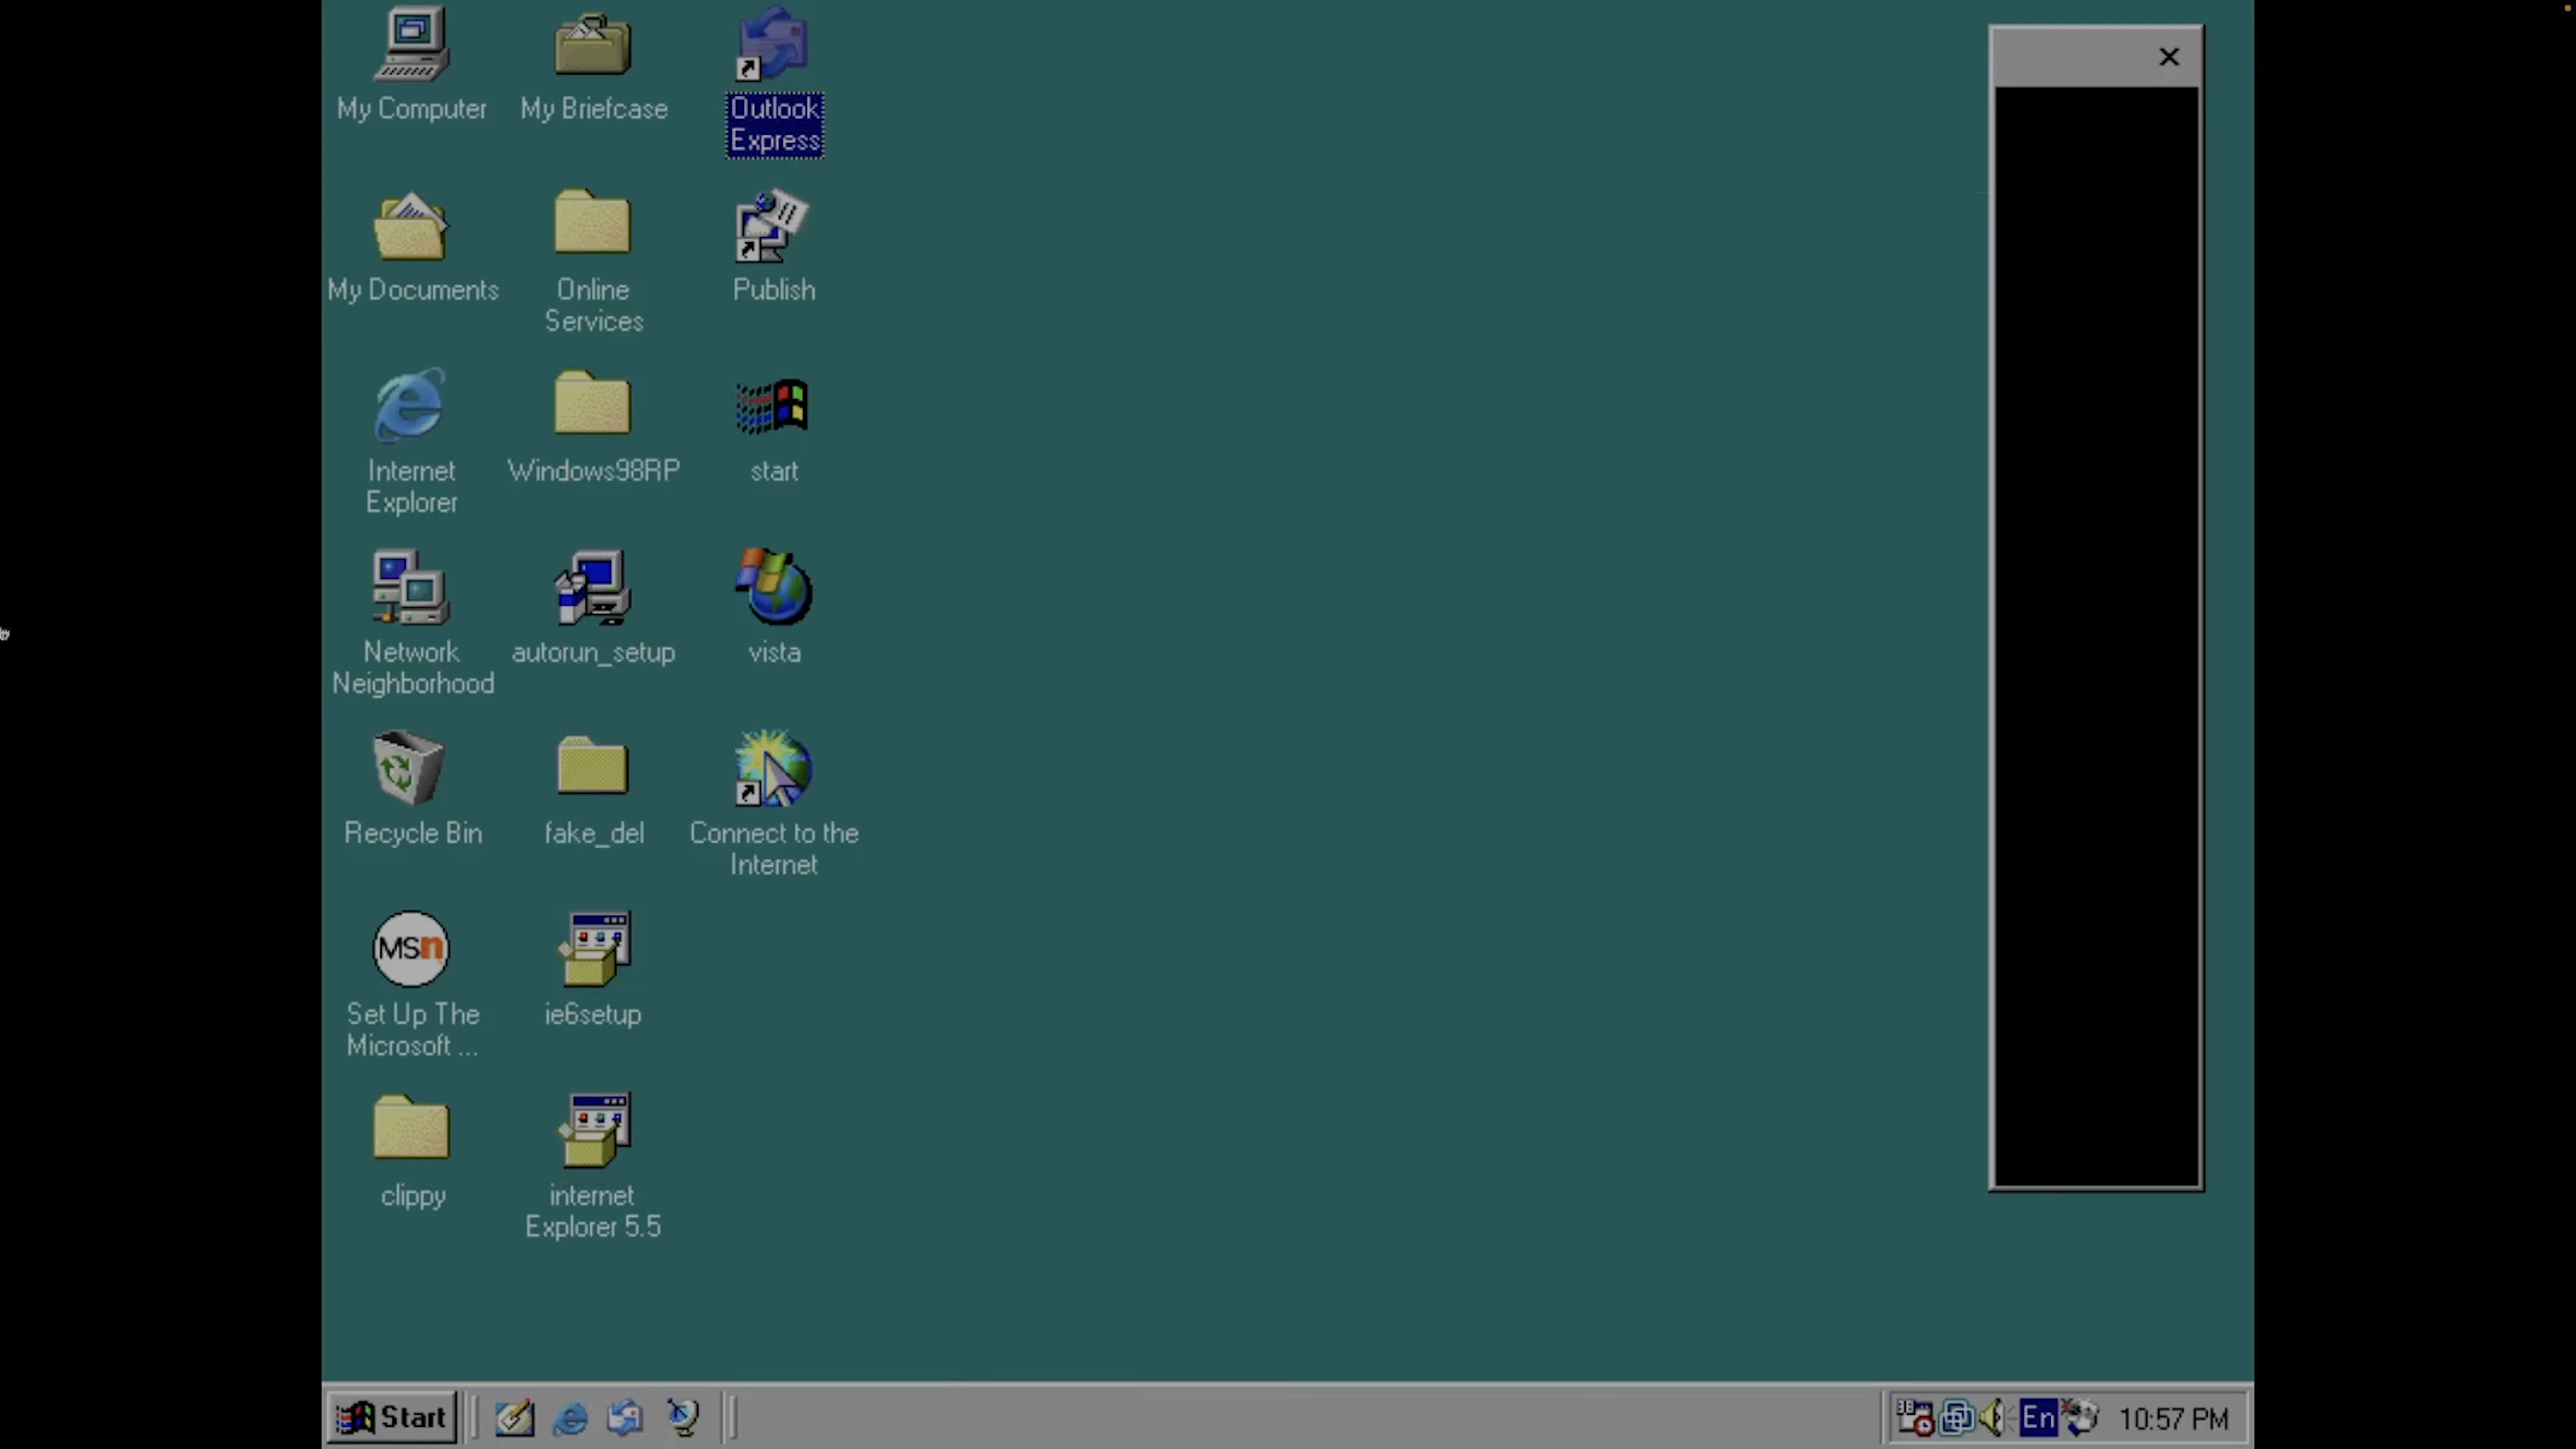 My Computer
My Briefcase
Outlook
Express
My Documents
Online
Services
Publish
Internet
Explorer
Windows98RP
start
Network
Neighborhood
autorun_setup
vista
Recycle Bin
fake_del
Connect to the
Internet
MSn
Set Up The
Microsoft ...
ie6setup
clippy
internet
Explorer 5.5
Start
En
10:57 PM